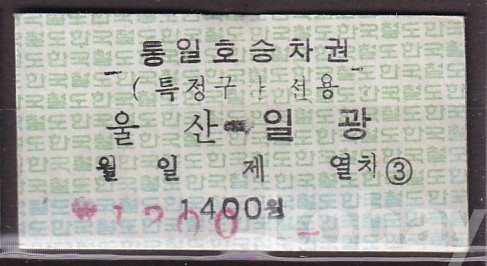 통일호승차권
(특정구간 전용
울 산 - 일 광
월 일 제 열차 ③
1400원
₩1200